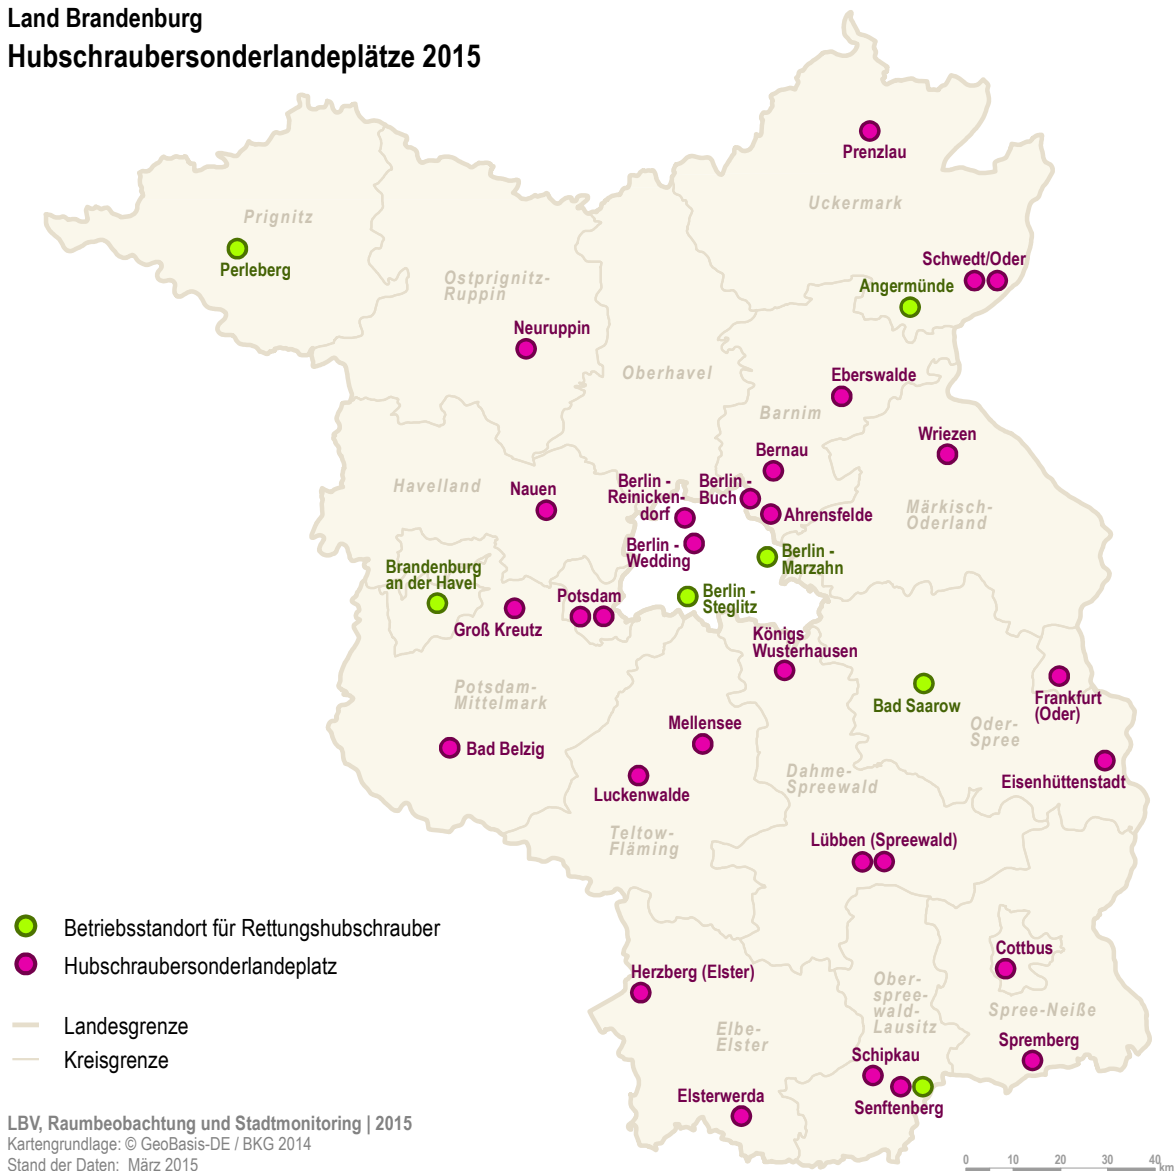 Land Brandenburg
Hubschraubersonderlandeplätze 2015
Prenzlau
Uckermark
Prignitz
Perleberg
Schwedt/Oder
Ostprignitz-
Ruppin
Angermünde
Neuruppin
Oberhavel
Eberswalde
Barnim
Wriezen
Bernau
Havelland
Nauen
Berlin -
Reinicken-
dorf
Berlin -
Buch
Ahrensfelde
Märkisch-
Oderland
Berlin -
Wedding
Berlin -
Marzahn
Brandenburg
an der Havel
Potsdam
Berlin -
Steglitz
Groß Kreutz
Königs
Wusterhausen
Potsdam-
Mittelmark
Bad Saarow
Frankfurt
(Oder)
Oder-
Spree
Mellensee
Bad Belzig
Dahme-
Spreewald
Eisenhüttenstadt
Luckenwalde
Teltow-
Fläming
Lübben (Spreewald)
Betriebsstandort für Rettungshubschrauber
Hubschraubersonderlandeplatz
Landesgrenze
Kreisgrenze
Cottbus
Herzberg (Elster)
Ober-
spree-
wald-
Lausitz
Spree-Neiße
Elbe-
Elster
Spremberg
Schipkau
Senftenberg
Elsterwerda
LBV, Raumbeobachtung und Stadtmonitoring | 2015
Kartengrundlage: © GeoBasis-DE / BKG 2014
Stand der Daten: März 2015
0 10 20 30 40 km